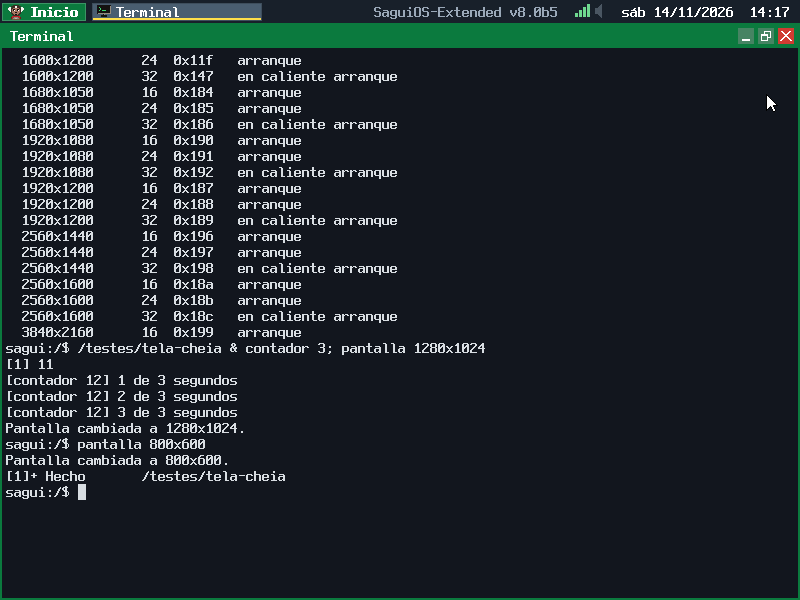 Inicio Terminal SaguiOS-Extended v8.0b5 sáb 14/11/2026 14:17
Terminal
1600x1200 24 0x11f arranque
1600x1200 32 0x147 en caliente arranque
1680x1050 16 0x184 arranque
1680x1050 24 0x185 arranque
1680x1050 32 0x186 en caliente arranque
1920x1080 16 0x190 arranque
1920x1080 24 0x191 arranque
1920x1080 32 0x192 en caliente arranque
1920x1200 16 0x187 arranque
1920x1200 24 0x188 arranque
1920x1200 32 0x189 en caliente arranque
2560x1440 16 0x196 arranque
2560x1440 24 0x197 arranque
2560x1440 32 0x198 en caliente arranque
2560x1600 16 0x18a arranque
2560x1600 24 0x18b arranque
2560x1600 32 0x18c en caliente arranque
3840x2160 16 0x199 arranque
sagui:/$ /testes/tela-cheia & contador 3; pantalla 1280x1024
[1] 11
[contador 12] 1 de 3 segundos
[contador 12] 2 de 3 segundos
[contador 12] 3 de 3 segundos
Pantalla cambiada a 1280x1024.
sagui:/$ pantalla 800x600
Pantalla cambiada a 800x600.
[1]+ Hecho /testes/tela-cheia
sagui:/$